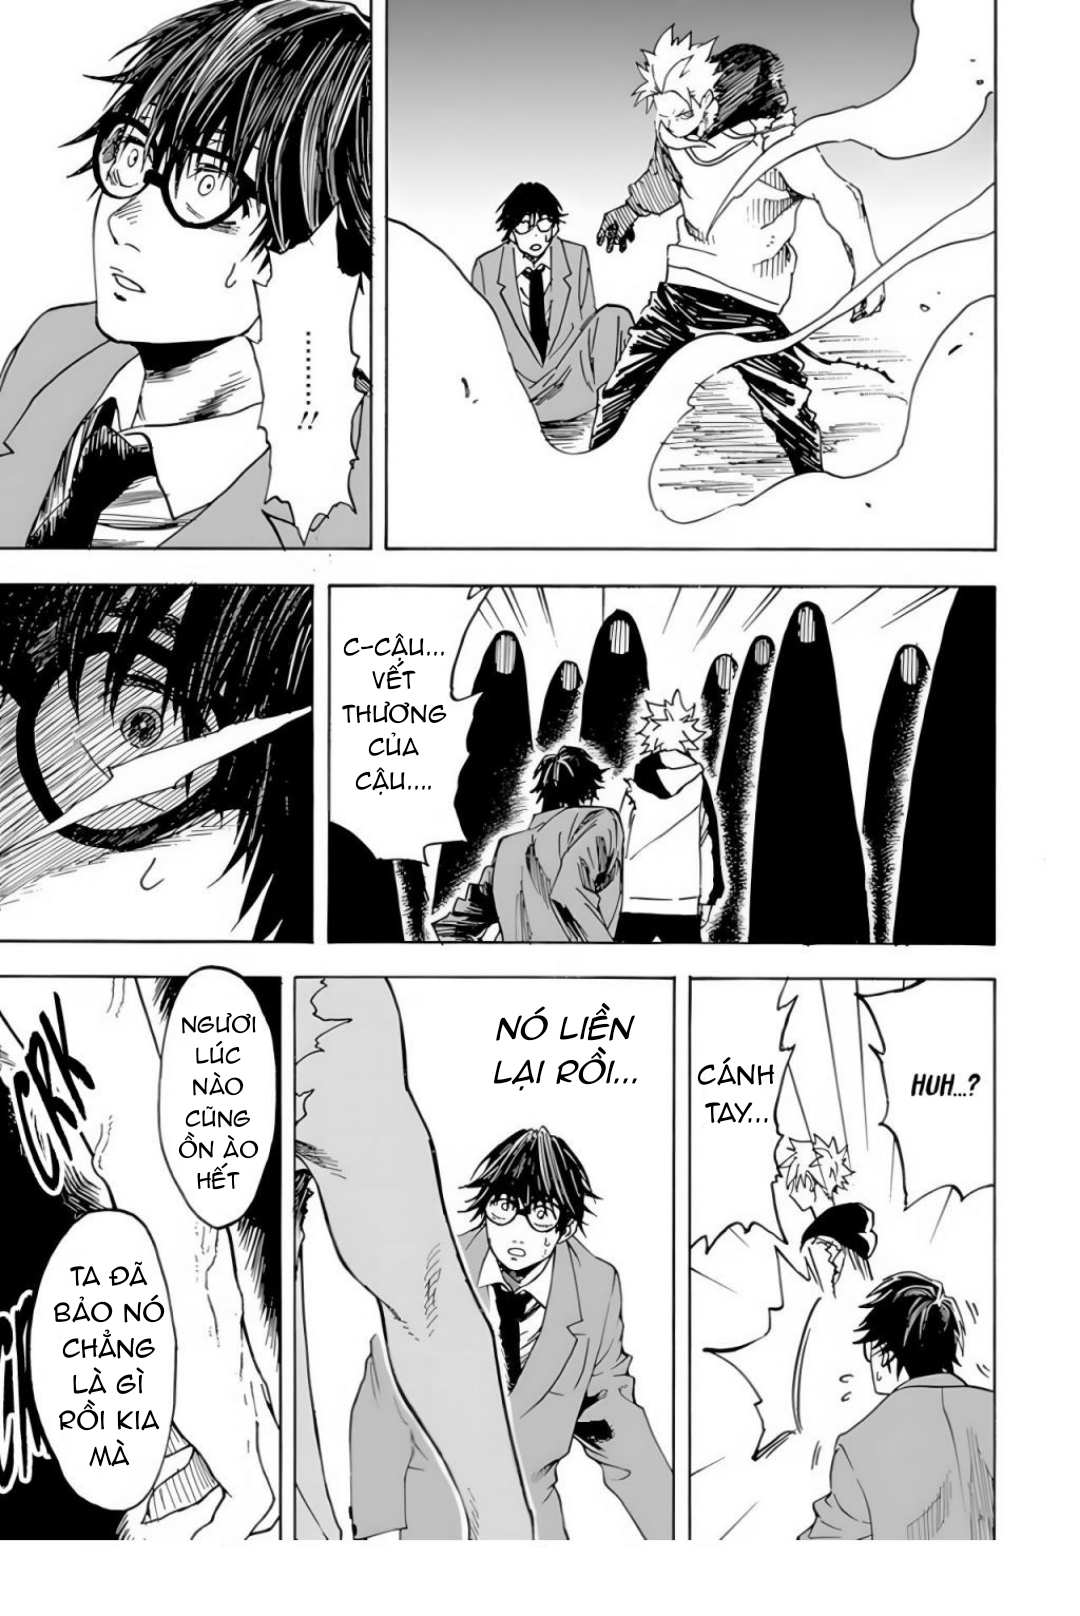 .......!!
C-CẬU...
VẾT
THƯƠNG
CỦA
CẬU....
HUH...?
CÁNH
TAY...
NÓ LIỀN
LẠI RỒI...
NGƯƠI
LÚC
NÀO
CŨNG
ỒN ÀO
HẾT
CRK
TA ĐÃ
BẢO NÓ
CHẲNG
LÀ GÌ
RỒI KIA
MÀ